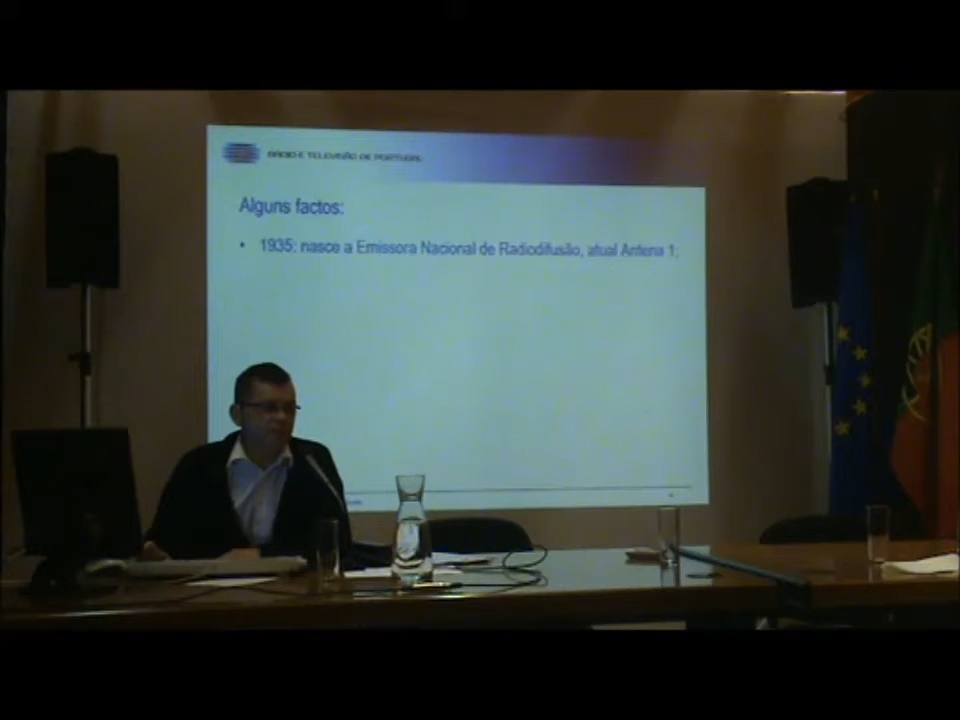 RÁDIO E TELEVISÃO DE PORTUGAL
Alguns factos:
• 1935: nasce a Emissora Nacional de Radiodifusão, atual Antena 1;